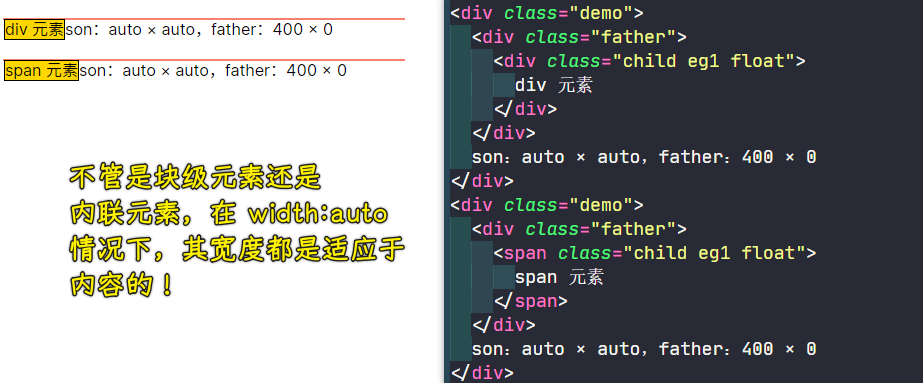 div 元素son：auto × auto，father：400 × 0
span 元素son：auto × auto，father：400 × 0
不管是块级元素还是
内联元素，在 width:auto
情况下，其宽度都是适应于
内容的！
<div class="demo">
<div class="father">
<div class="child eg1 float">
div 元素
</div>
</div>
son：auto × auto，father：400 × 0
</div>
<div class="demo">
<div class="father">
<span class="child eg1 float">
span 元素
</span>
</div>
son：auto × auto，father：400 × 0
</div>